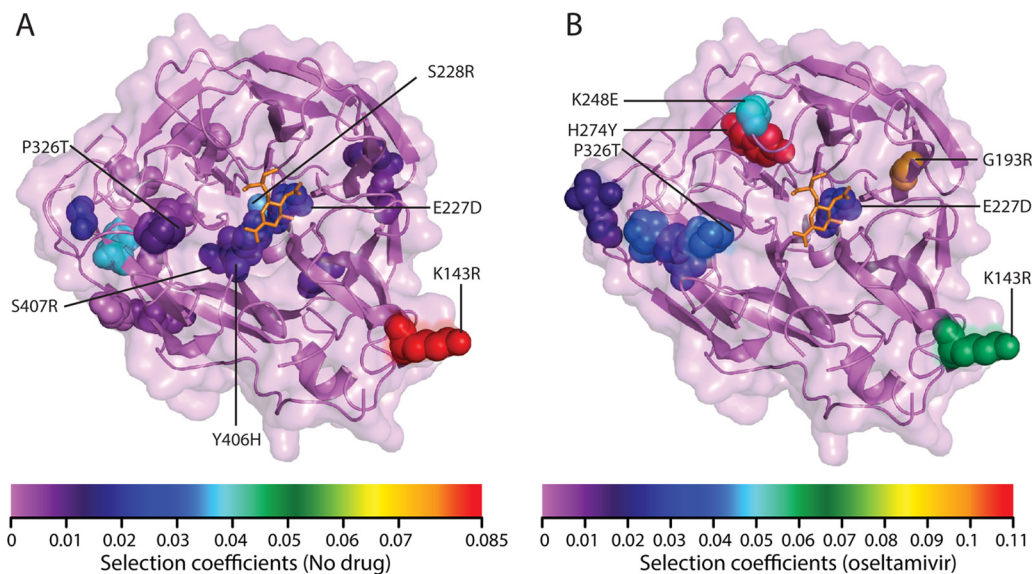 A
S228R
P326T
E227D
K143R
S407R
Y406H
0 0.01 0.02 0.03 0.04 0.05 0.06 0.07 0.085
Selection coefficients (No drug)
B
K248E
H274Y
P326T
G193R
E227D
K143R
0 0.01 0.02 0.03 0.04 0.05 0.06 0.07 0.08 0.09 0.1 0.11
Selection coefficients (oseltamivir)